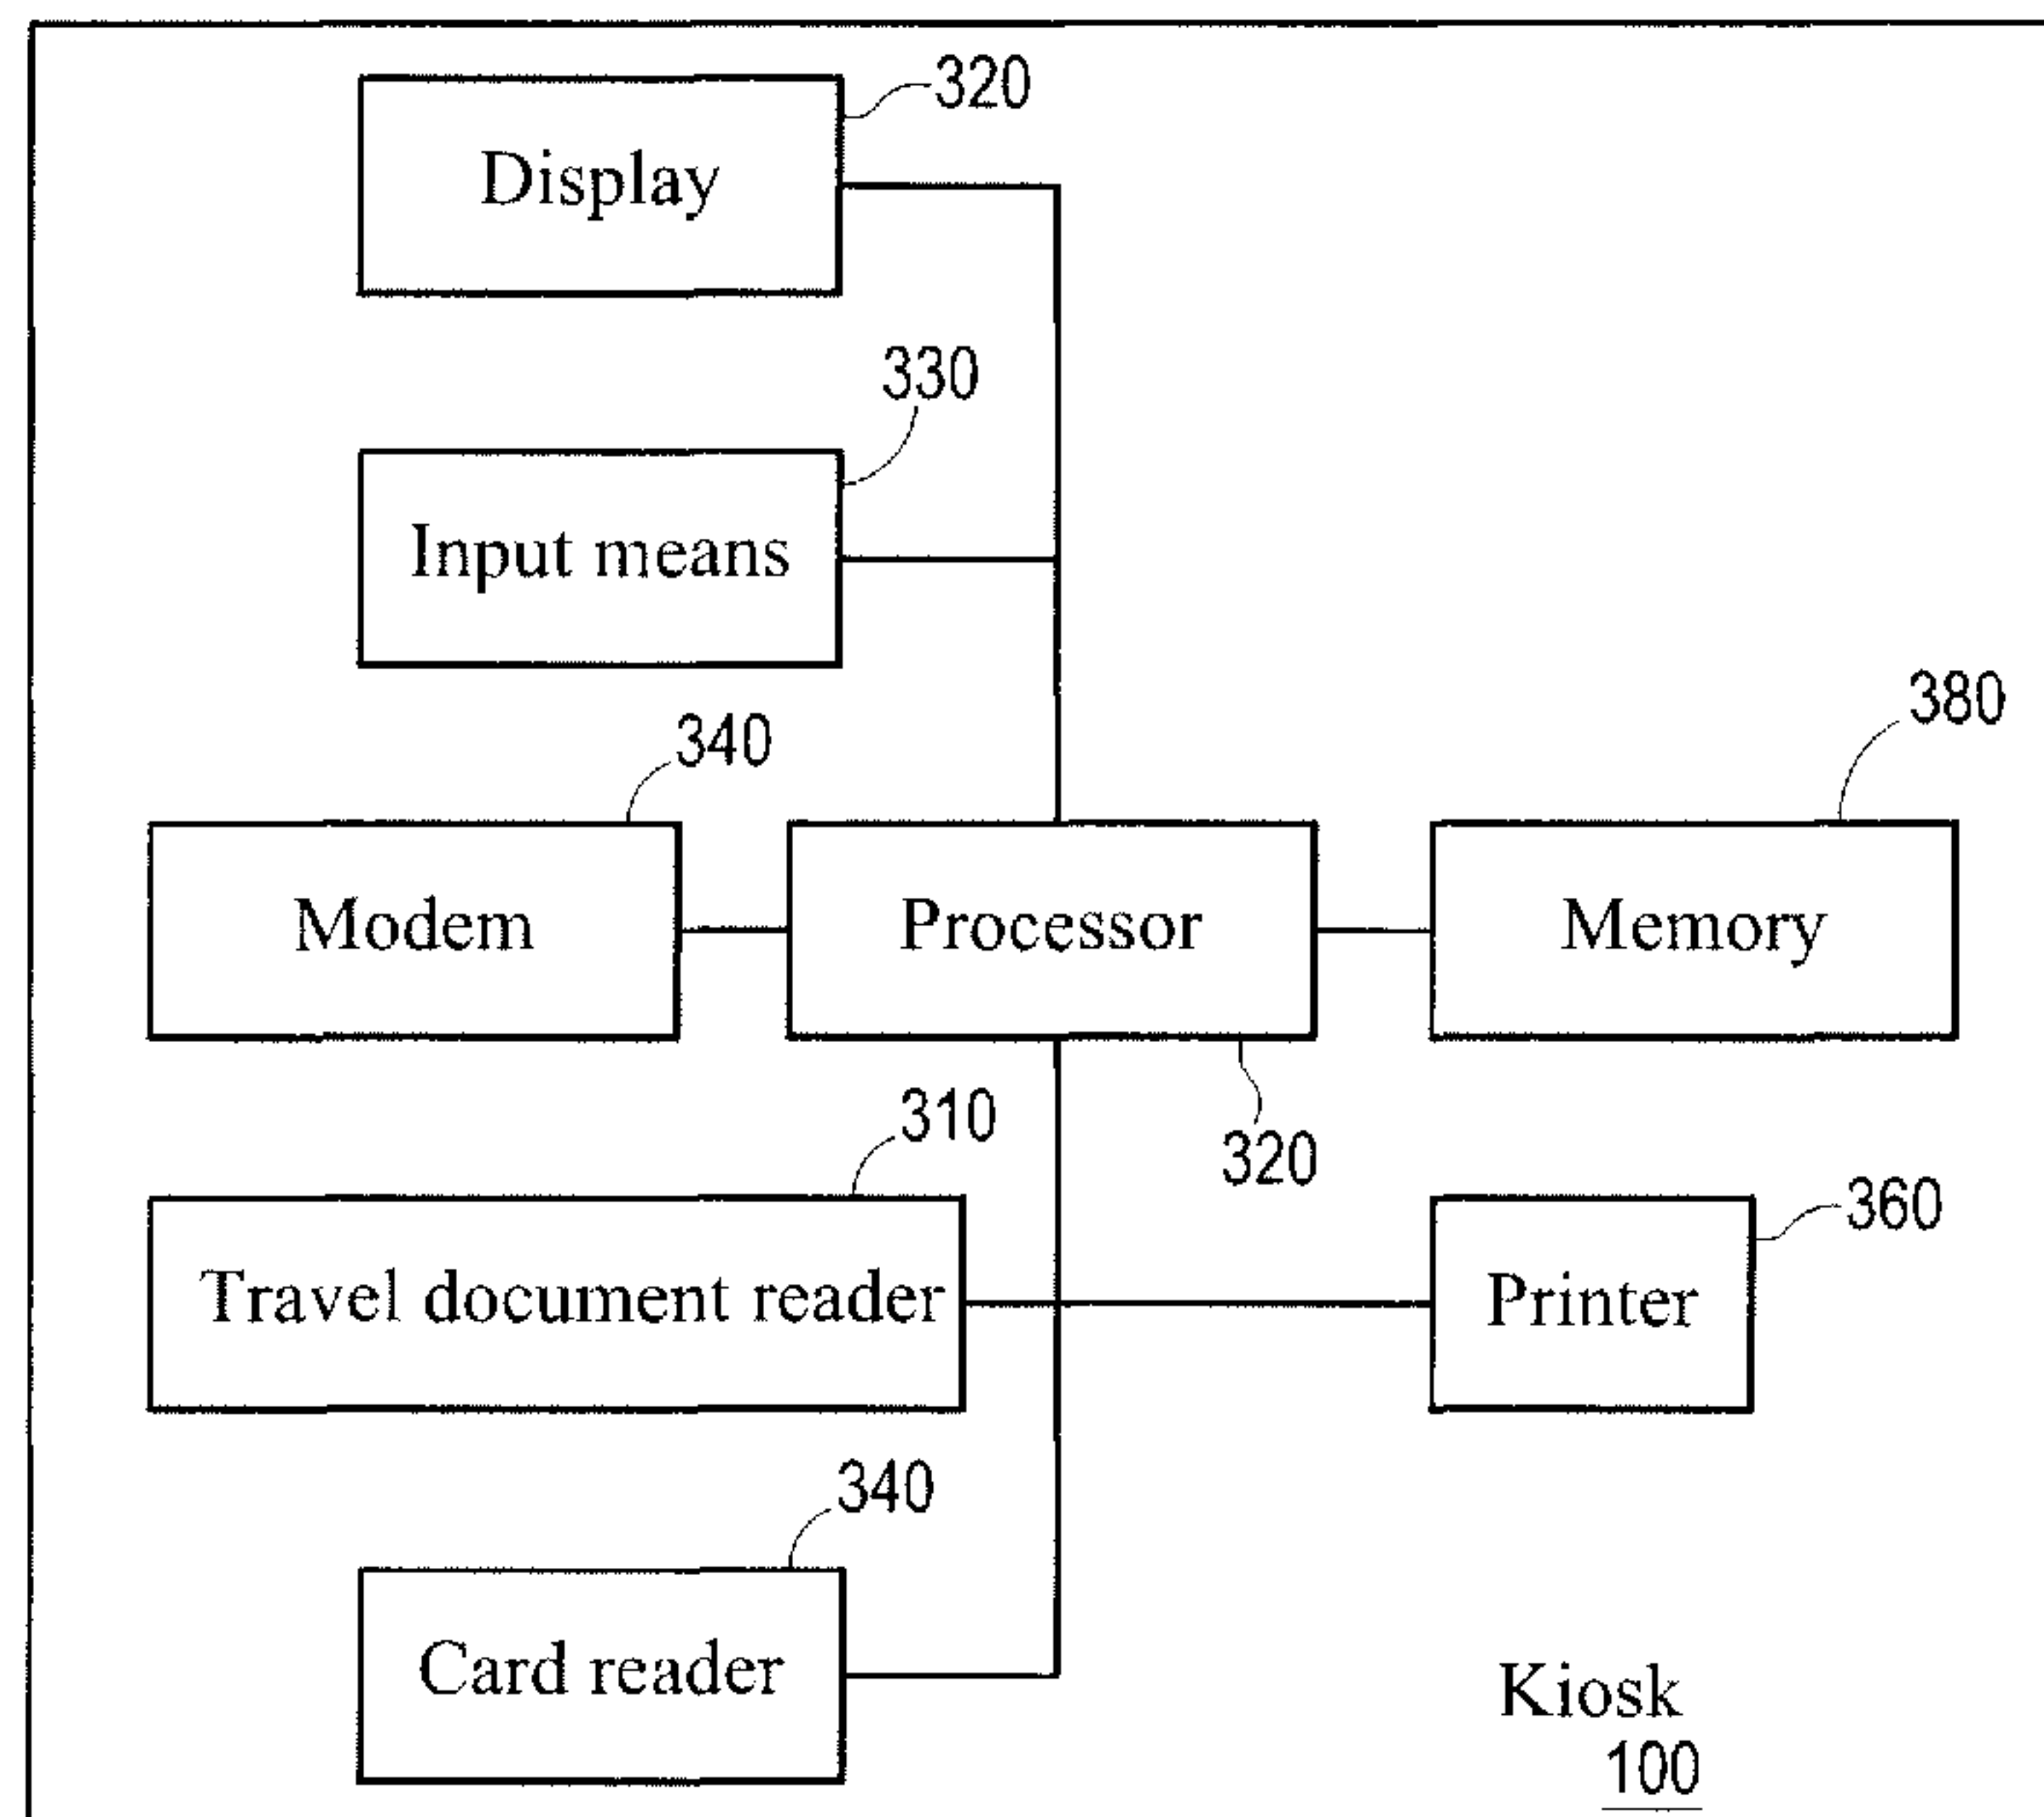 320
Display
330
Input means
340
380
Modem
Processor
Memory
310
320
360
Travel document reader
Printer
340
Card reader
Kiosk
100